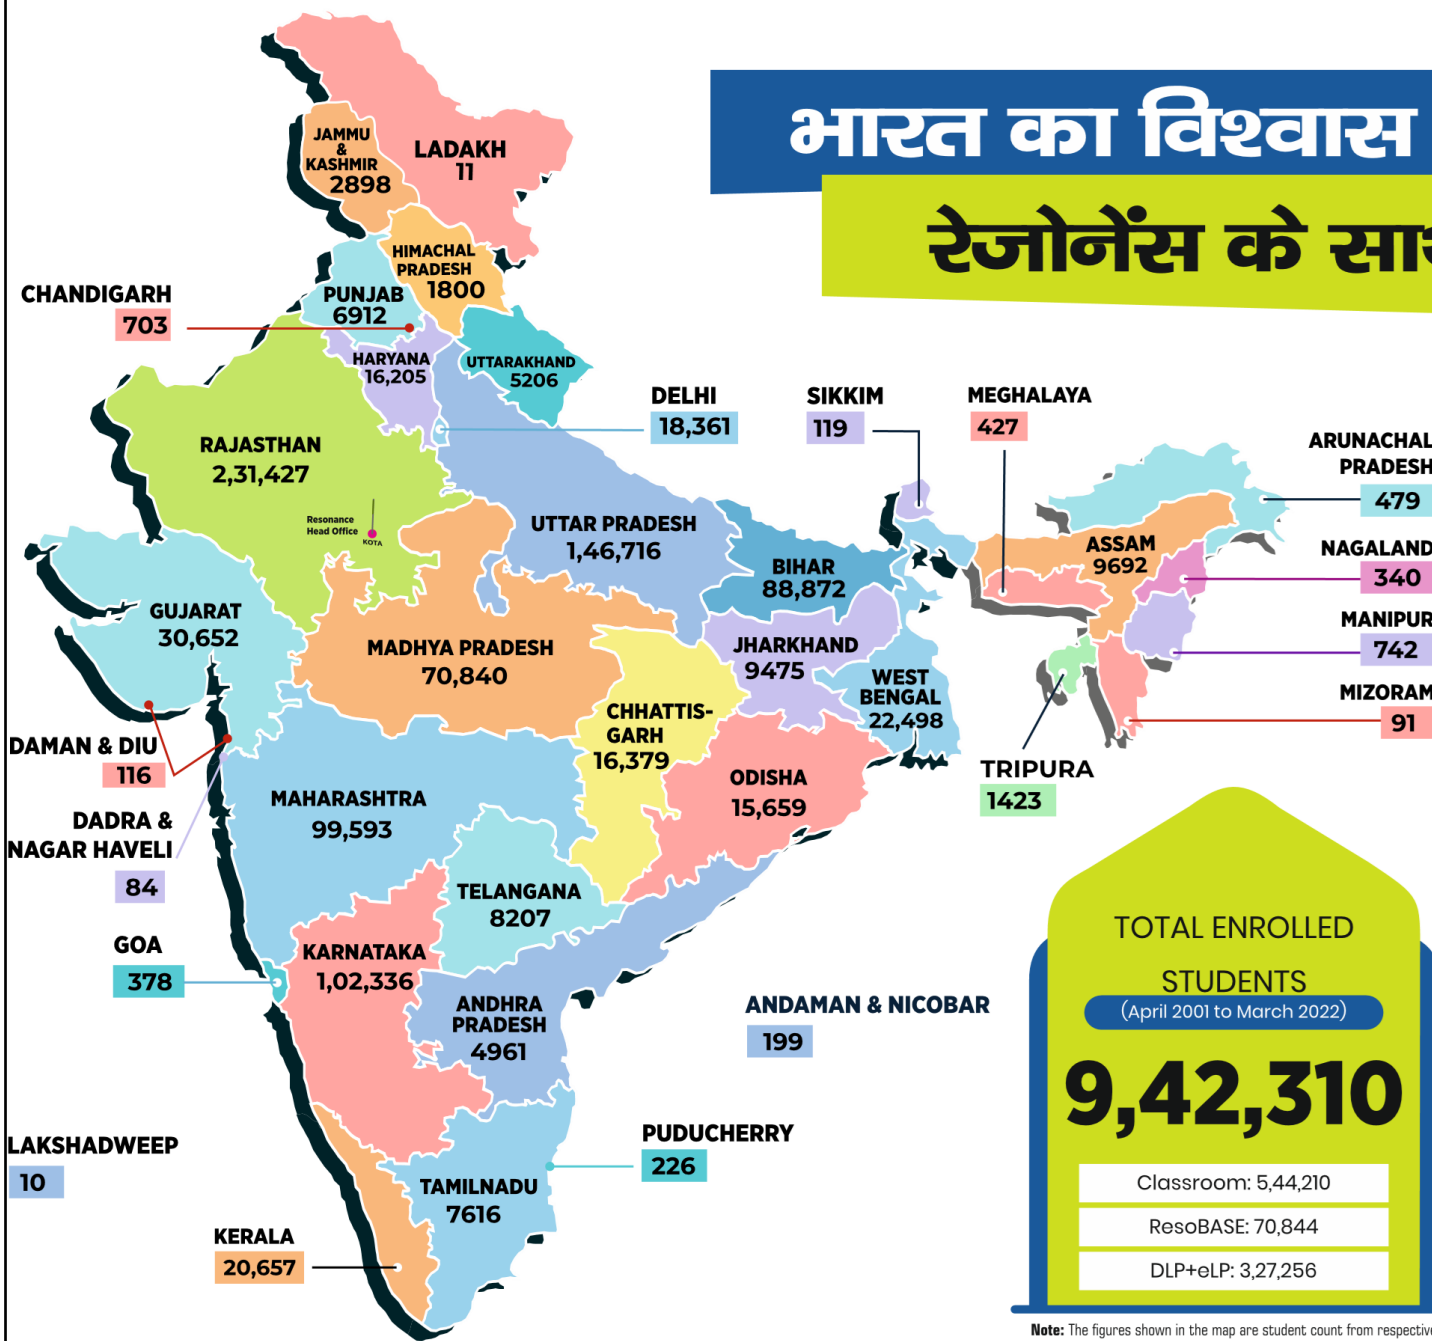 भारत का विश्वास
रेजोनेंस के
JAMMU
&
KASHMIR
2898
LADAKH
11
HIMACHAL
PRADESH
1800
PUNJAB
6912
CHANDIGARH
703
HARYANA
16,205
UTTARAKHAND
5206
DELHI
18,361
SIKKIM
119
MEGHALAYA
427
ARUNACHAL
PRADESH
479
RAJASTHAN
2,31,427
Resonance
Head Office
KOTA
UTTAR PRADESH
1,46,716
BIHAR
88,872
ASSAM
9692
NAGALAND
340
MANIPUR
742
MIZORAM
91
TRIPURA
1423
GUJARAT
30,652
MADHYA PRADESH
70,840
JHARKHAND
9475
WEST
BENGAL
22,498
CHHATTIS-
GARH
16,379
ODISHA
15,659
DAMAN & DIU
116
DADRA &
NAGAR HAVELI
84
MAHARASHTRA
99,593
TELANGANA
8207
GOA
378
KARNATAKA
1,02,336
ANDHRA
PRADESH
4961
ANDAMAN & NICOBAR
199
LAKSHADWEEP
10
PUDUCHERRY
226
TAMILNADU
7616
KERALA
20,657
TOTAL ENROLLED
STUDENTS
(April 2001 to March 2022)
9,42,310
Classroom: 5,44,210
ResoBASE: 70,844
DLP+eLP: 3,27,256
Note: The figures shown in the map are student count from respective